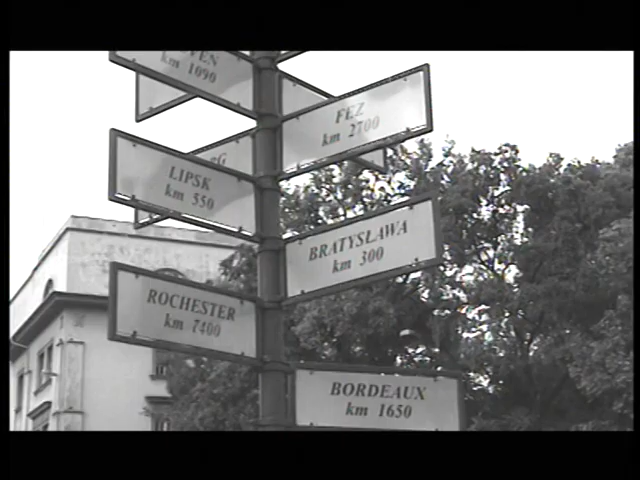 km 1090
FEZ
km 2700
LIPSK
km 550
BRATYSŁAWA
km 300
ROCHESTER
km 7400
BORDEAUX
km 1650